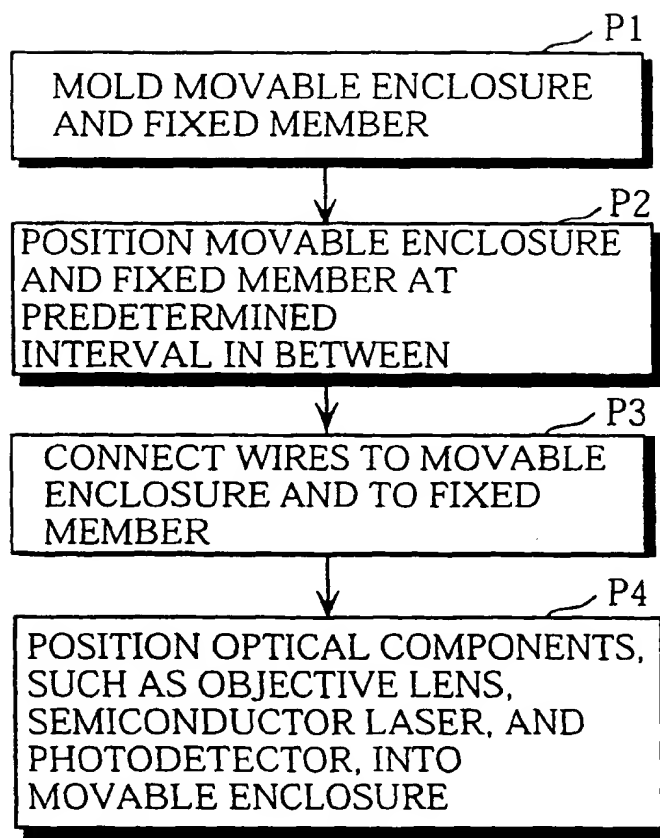 P1
MOLD MOVABLE ENCLOSURE
AND FIXED MEMBER
P2
POSITION MOVABLE ENCLOSURE
AND FIXED MEMBER AT
PREDETERMINED
INTERVAL IN BETWEEN
P3
CONNECT WIRES TO MOVABLE
ENCLOSURE AND TO FIXED
MEMBER
P4
POSITION OPTICAL COMPONENTS,
SUCH AS OBJECTIVE LENS,
SEMICONDUCTOR LASER, AND
PHOTODETECTOR, INTO
MOVABLE ENCLOSURE